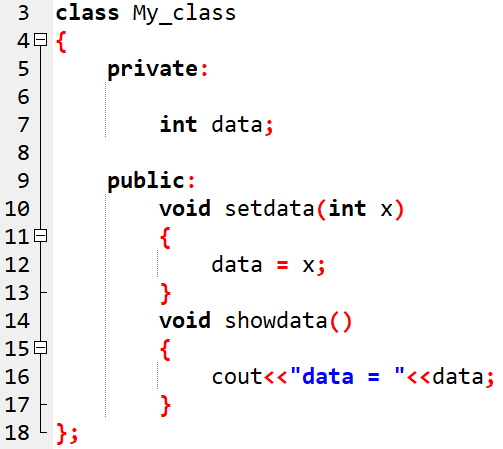 3 class My_class
4 {
5     private:
6
7         int data;
8
9     public:
10         void setdata(int x)
11         {
12             data = x;
13         }
14         void showdata()
15         {
16             cout<<"data = "<<data;
17         }
18 };